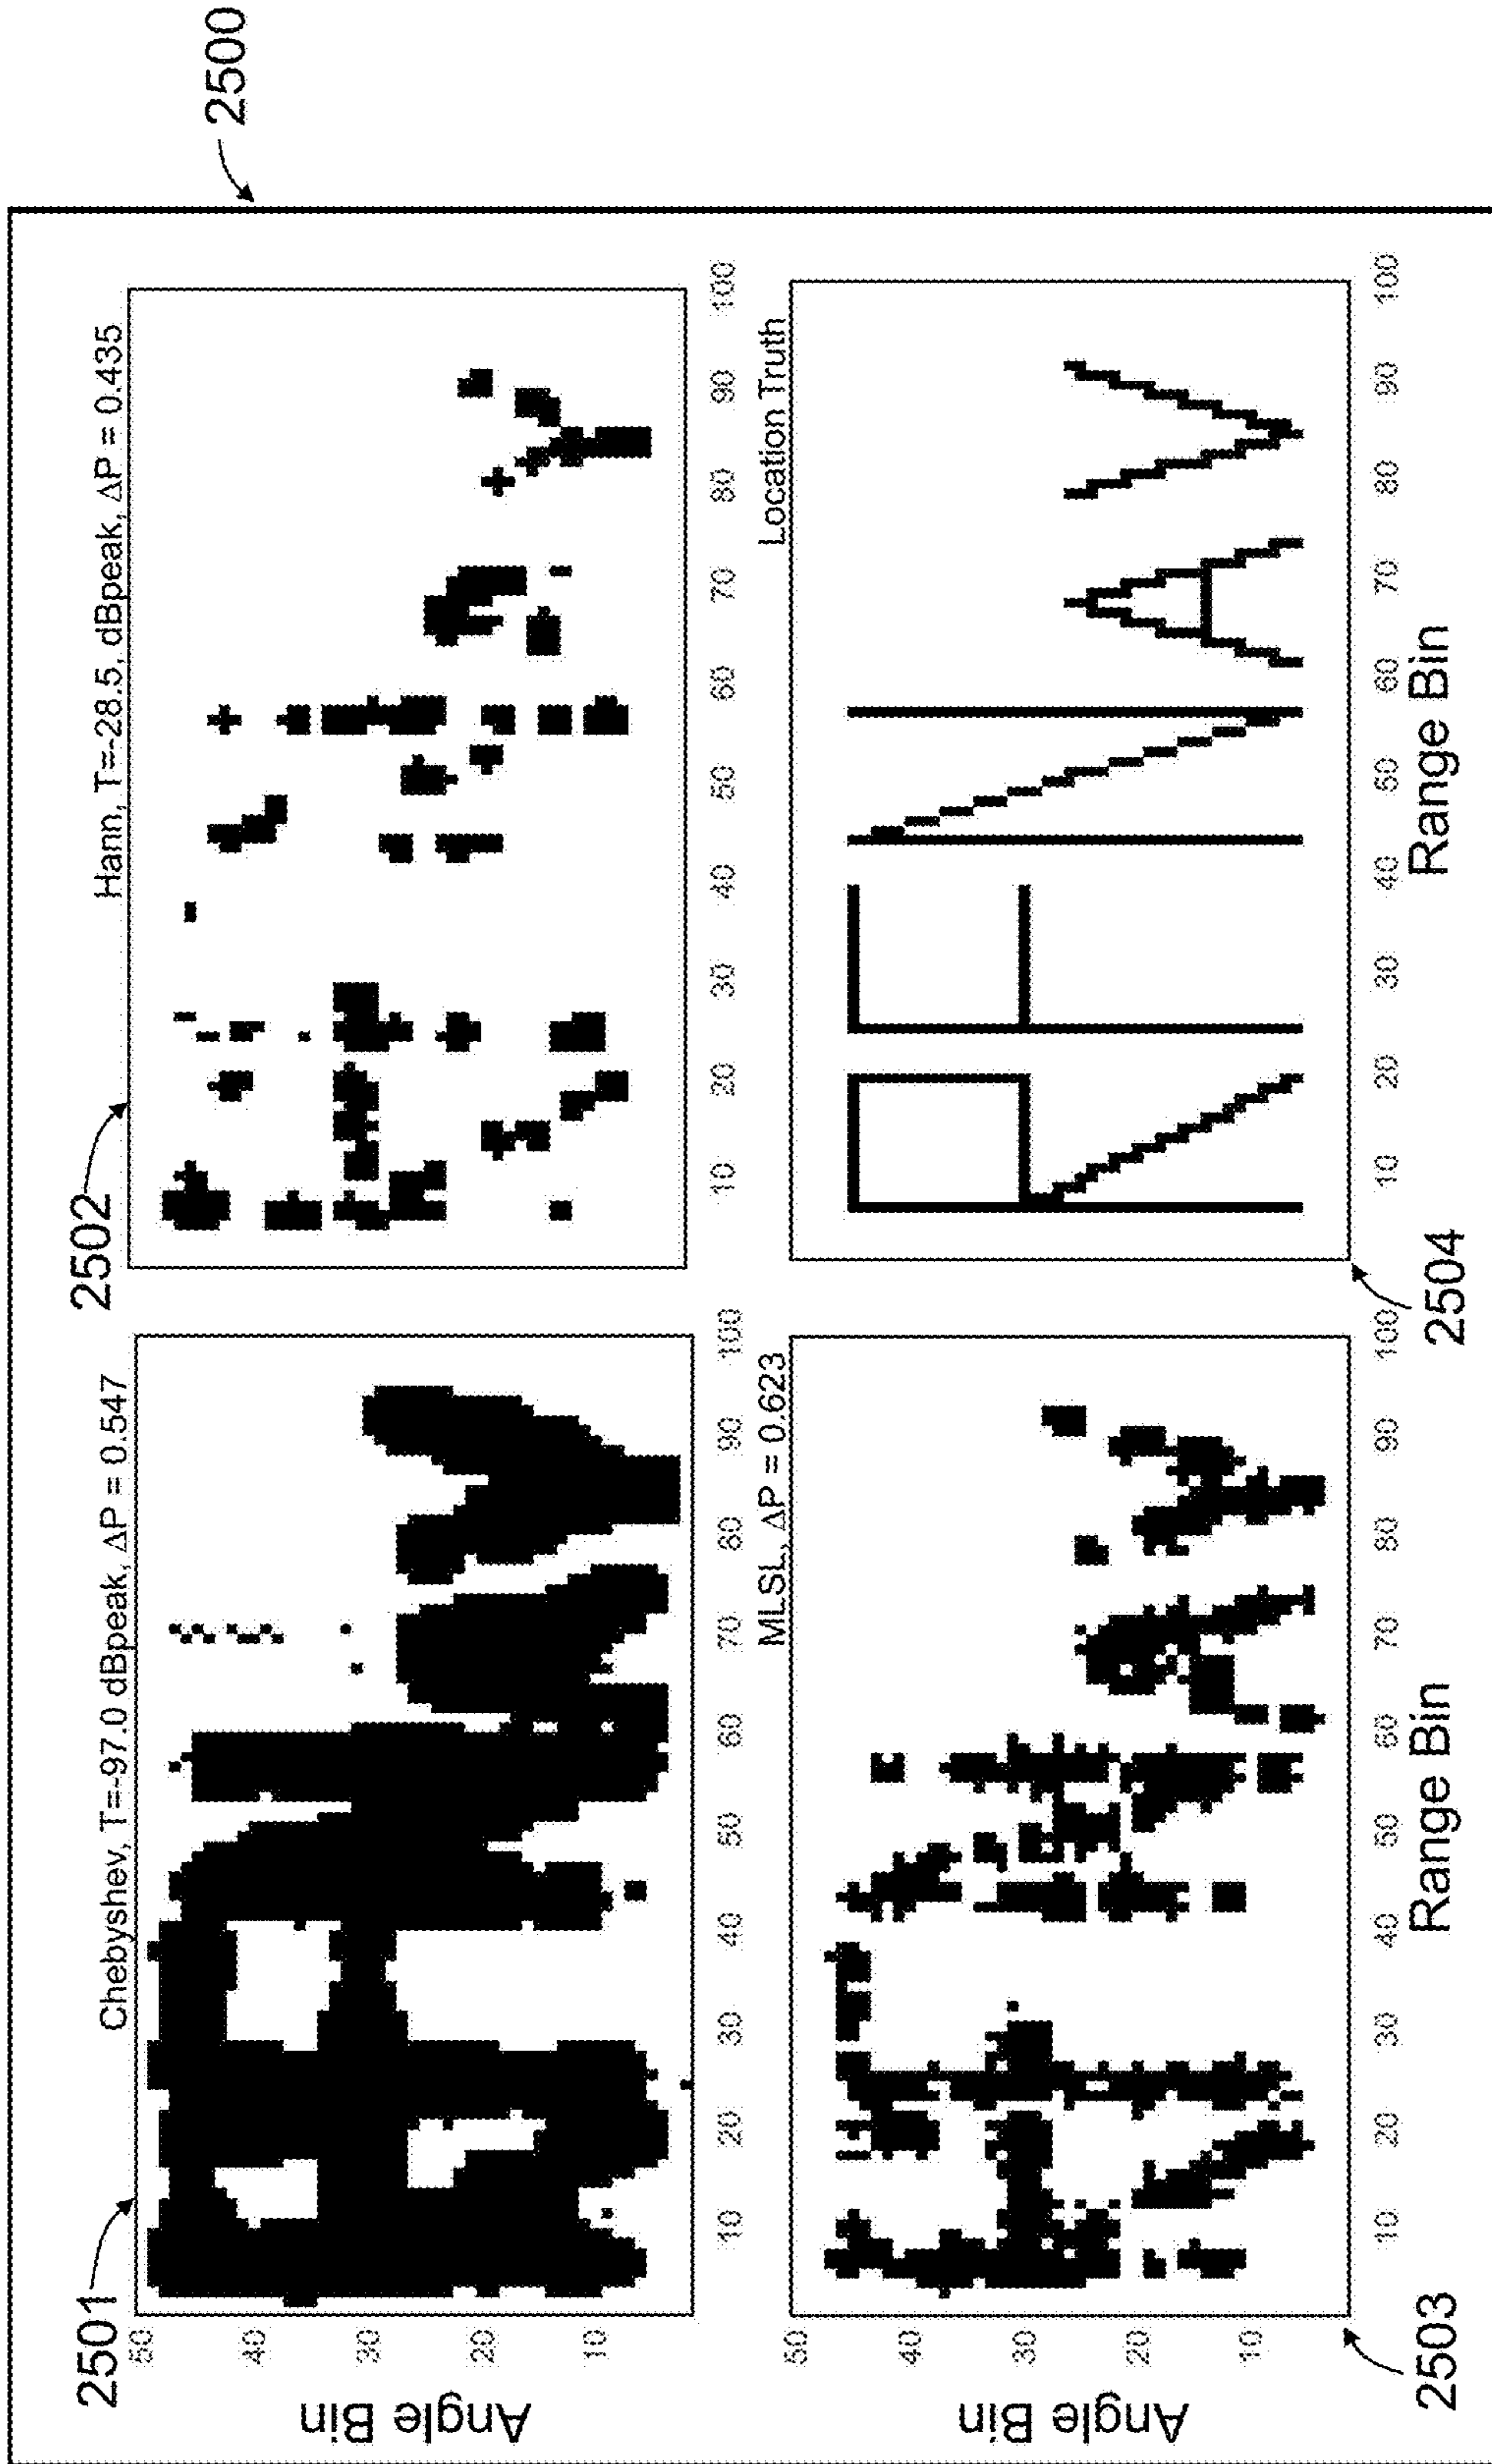 2500
2501
Chebyshev, T=-97.0 dBpeak, ΔP = 0.547
Angle Bin
50
40
30
20
10
10 20 30 40 50 60 70 80 90 100
2502
Hann, T=-28.5, dBpeak, ΔP = 0.435
10 20 30 40 50 60 70 80 90 100
MLSL, ΔP = 0.623
Angle Bin
50
40
30
20
10
10 20 30 40 50 60 70 80 90 100
Range Bin
2503
Location Truth
RFNAV
10 20 30 40 50 60 70 80 90 100
Range Bin
2504